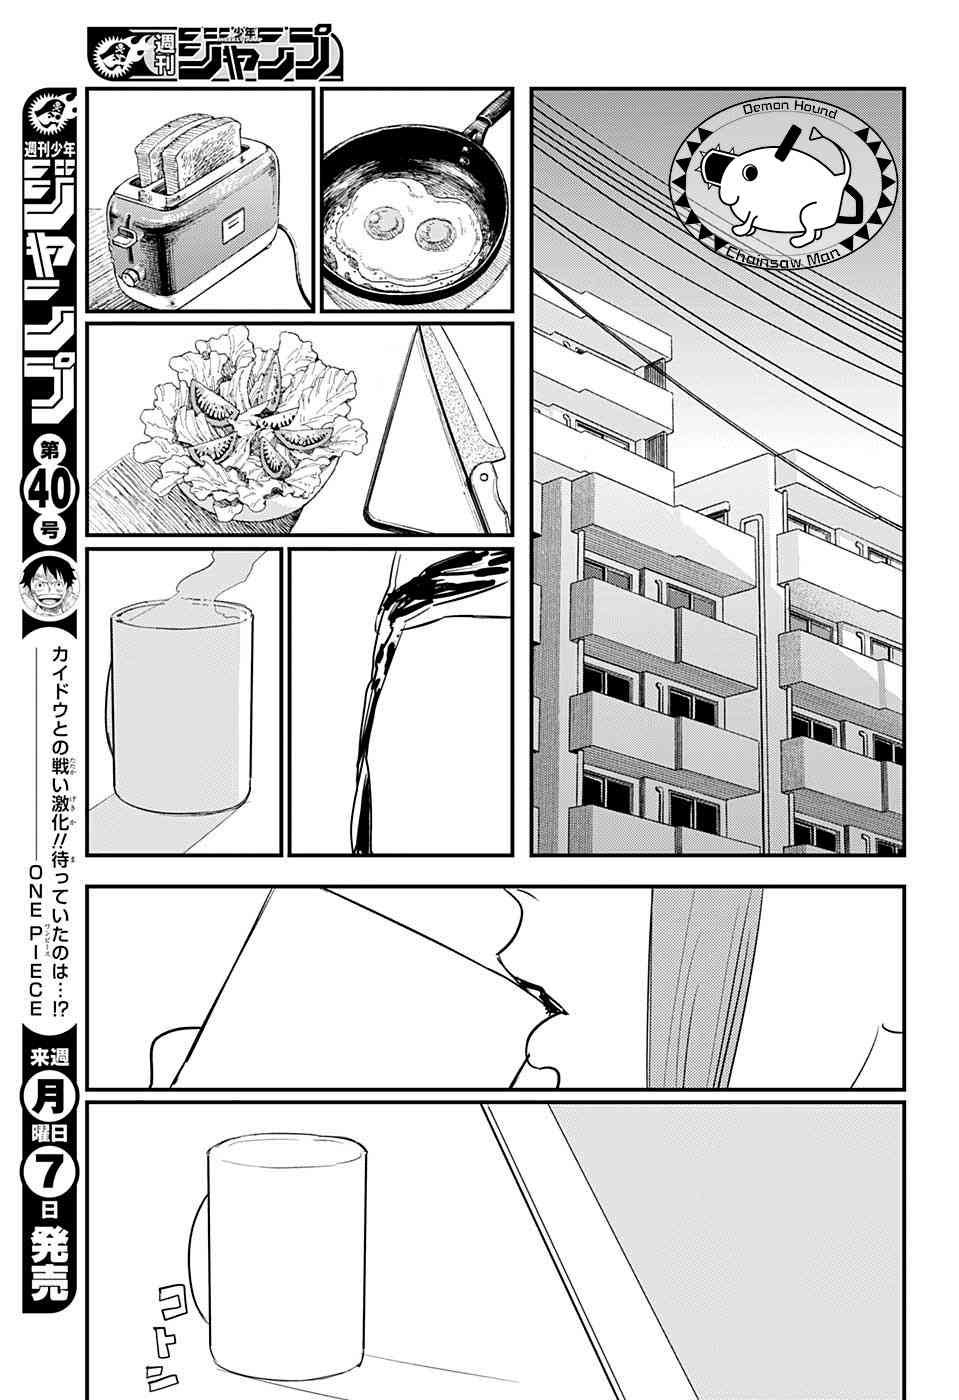 週刊
少年
ジャンプ
Demon Hound
Chainsaw Man
週刊少年
ジャンプ
第
40
号
カイドウとの戦い激化!!待っていたのは…!?
ONE PIECE
来週
月
曜日
7
日
発売
コトン